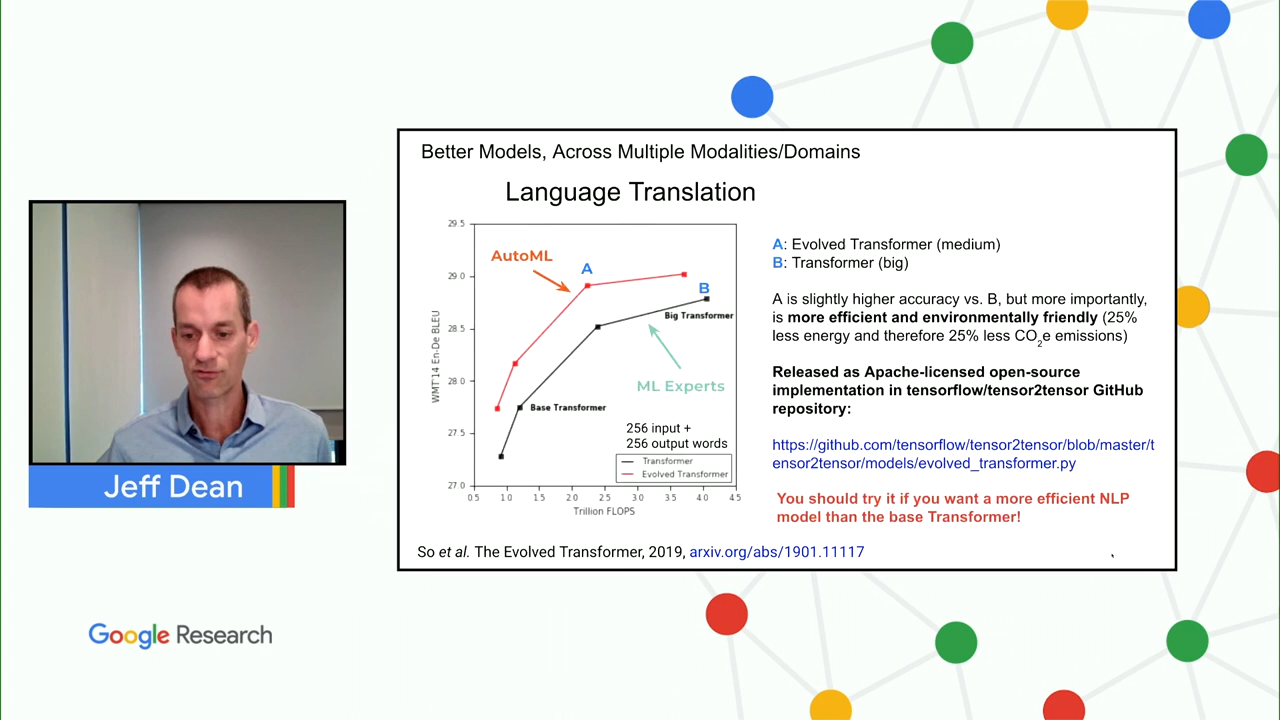 Better Models, Across Multiple Modalities/Domains
Language Translation
29.5
29.0
28.5
28.0
27.5
27.0
WMT'14 En-De BLEU
AutoML
A
B
Big Transformer
ML Experts
Base Transformer
256 input +
256 output words
Transformer
Evolved Transformer
0.5 1.0 1.5 2.0 2.5 3.0 3.5 4.0 4.5
Trillion FLOPS
A: Evolved Transformer (medium)
B: Transformer (big)
A is slightly higher accuracy vs. B, but more importantly,
is more efficient and environmentally friendly (25%
less energy and therefore 25% less CO2e emissions)
Released as Apache-licensed open-source
implementation in tensorflow/tensor2tensor GitHub
repository:
https://github.com/tensorflow/tensor2tensor/blob/master/t
ensor2tensor/models/evolved_transformer.py
You should try it if you want a more efficient NLP
model than the base Transformer!
So et al. The Evolved Transformer, 2019, arxiv.org/abs/1901.11117
Jeff Dean
Google Research